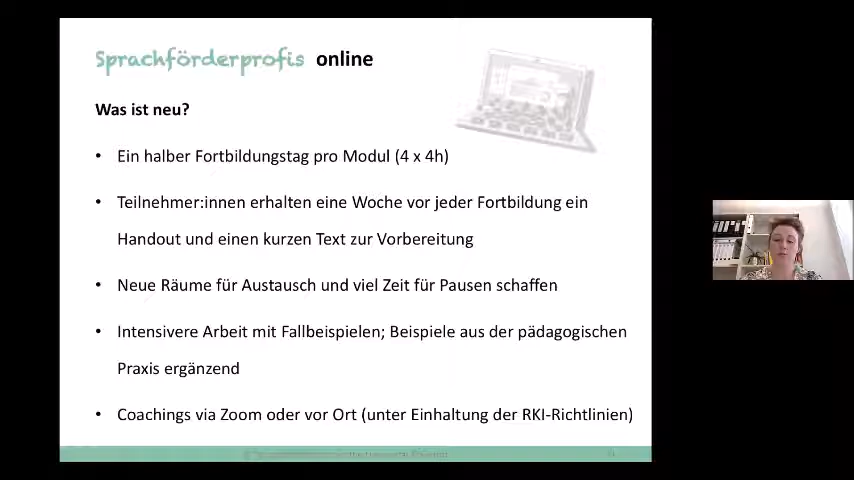 Sprachförderprofis online
Was ist neu?
• Ein halber Fortbildungstag pro Modul (4 x 4h)
• Teilnehmer:innen erhalten eine Woche vor jeder Fortbildung ein
Handout und einen kurzen Text zur Vorbereitung
• Neue Räume für Austausch und viel Zeit für Pausen schaffen
• Intensivere Arbeit mit Fallbeispielen; Beispiele aus der pädagogischen
Praxis ergänzend
• Coachings via Zoom oder vor Ort (unter Einhaltung der RKI-Richtlinien)